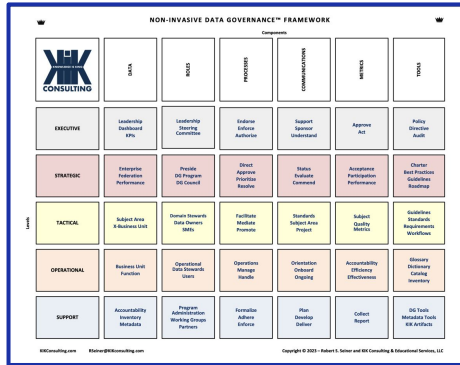 NON-INVASIVE DATA GOVERNANCE™ FRAMEWORK
Components
KIK
KNOWLEDGE IS KING
CONSULTING
DATA
ROLES
PROCESSES
COMMUNICATIONS
METRICS
TOOLS
Levels
EXECUTIVE
Leadership
Dashboard
KPIs
Leadership
Steering
Committee
Endorse
Enforce
Authorize
Support
Sponsor
Understand
Approve
Act
Policy
Directive
Audit
STRATEGIC
Enterprise
Federation
Performance
Preside
DG Program
DG Council
Direct
Approve
Prioritize
Resolve
Status
Evaluate
Commend
Acceptance
Participation
Performance
Charter
Best Practices
Guidelines
Roadmap
TACTICAL
Subject Area
X-Business Unit
Domain Stewards
Data Owners
SMEs
Facilitate
Mediate
Promote
Standards
Subject Area
Project
Subject
Quality
Metrics
Guidelines
Standards
Requirements
Workflows
OPERATIONAL
Business Unit
Function
Operational
Data Stewards
Users
Operations
Manage
Handle
Orientation
Onboard
Ongoing
Accountability
Efficiency
Effectiveness
Glossary
Dictionary
Catalog
Inventory
SUPPORT
Accountability
Inventory
Metadata
Program
Administration
Working Groups
Partners
Formalize
Adhere
Enforce
Plan
Develop
Deliver
Collect
Report
DG Tools
Metadata Tools
KIK Artifacts
KIKConsulting.com RSeiner@KIKconsulting.com Copyright © 2023 – Robert S. Seiner and KIK Consulting & Educational Services, LLC